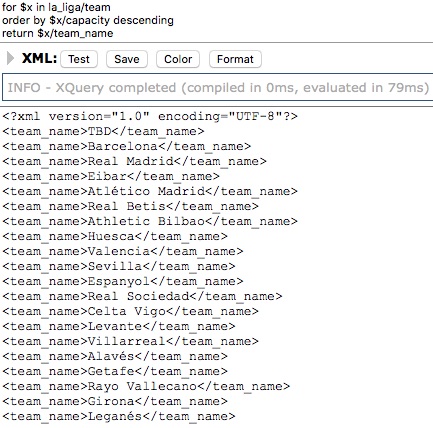 for $x in la_liga/team
order by $x/capacity descending
return $x/team_name
XML: Test Save Color Format
INFO - XQuery completed (compiled in 0ms, evaluated in 79ms)
<?xml version="1.0" encoding="UTF-8"?>
<team_name>TBD</team_name>
<team_name>Barcelona</team_name>
<team_name>Real Madrid</team_name>
<team_name>Eibar</team_name>
<team_name>Atlético Madrid</team_name>
<team_name>Real Betis</team_name>
<team_name>Athletic Bilbao</team_name>
<team_name>Huesca</team_name>
<team_name>Valencia</team_name>
<team_name>Sevilla</team_name>
<team_name>Espanyol</team_name>
<team_name>Real Sociedad</team_name>
<team_name>Celta Vigo</team_name>
<team_name>Levante</team_name>
<team_name>Villarreal</team_name>
<team_name>Alavés</team_name>
<team_name>Getafe</team_name>
<team_name>Rayo Vallecano</team_name>
<team_name>Girona</team_name>
<team_name>Leganés</team_name>